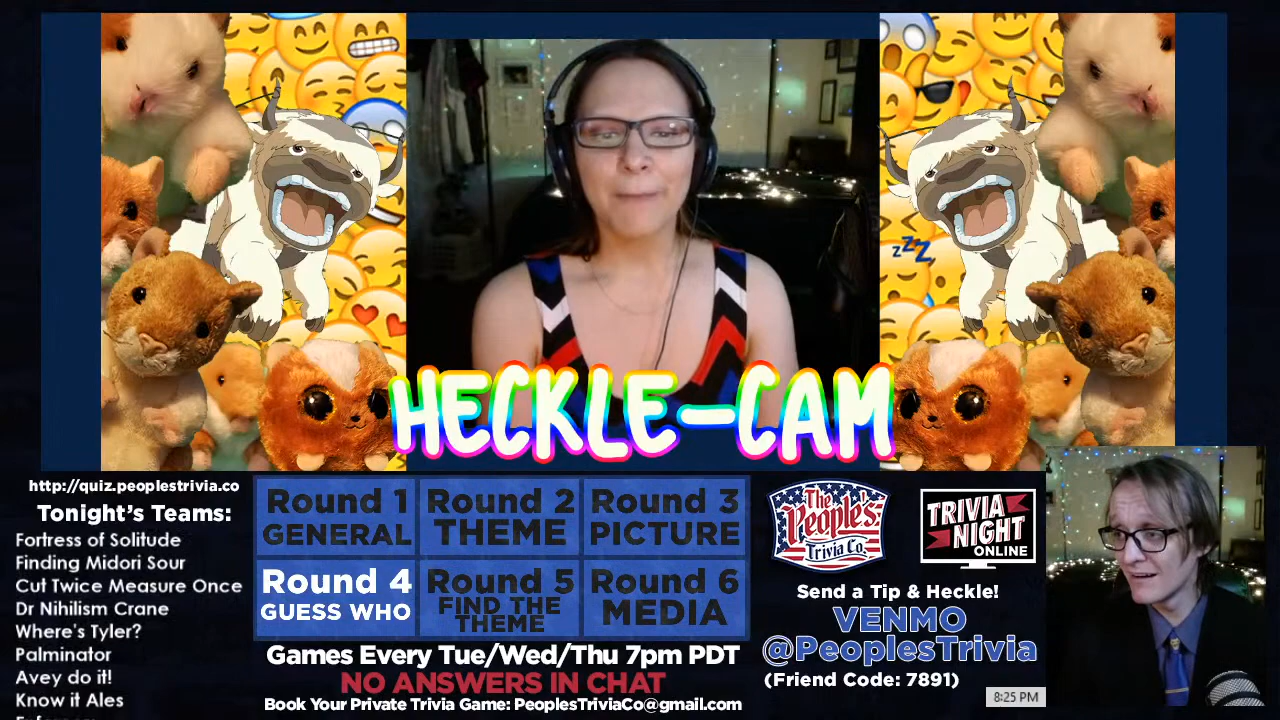 zzZ,
HECKLE-CAM
http://quiz.peoplestrivia.co
Tonight's Teams:
Fortress of Solitude
Finding Midori Sour
Cut Twice Measure Once
Dr Nihilism Crane
Where's Tyler?
Palminator
Avey do it!
Know it Ales
Round 1
GENERAL
Round 2
THEME
Round 3
PICTURE
Round 4
GUESS WHO
Round 5
FIND THE
THEME
Round 6
MEDIA
Games Every Tue/Wed/Thu 7pm PDT
NO ANSWERS IN CHAT
Book Your Private Trivia Game: PeoplesTriviaCo@gmail.com
The
People's
Trivia Co.
TRIVIA
NIGHT
ONLINE
Send a Tip & Heckle!
VENMO
@PeoplesTrivia
(Friend Code: 7891)
8:25 PM